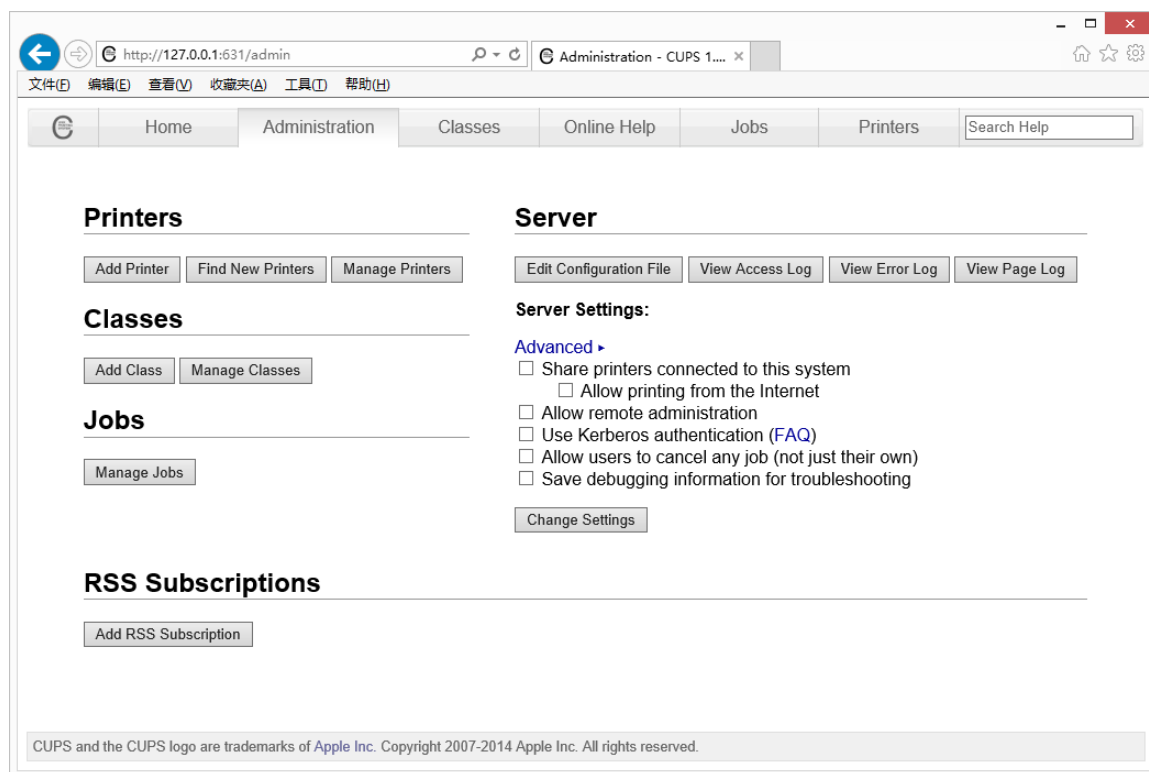 http://127.0.0.1:631/admin
Administration - CUPS 1....
文件(F) 编辑(E) 查看(V) 收藏夹(A) 工具(T) 帮助(H)
Home Administration Classes Online Help Jobs Printers Search Help
Printers
Add Printer Find New Printers Manage Printers
Classes
Add Class Manage Classes
Jobs
Manage Jobs
Server
Edit Configuration File View Access Log View Error Log View Page Log
Server Settings:
Advanced ▸
Share printers connected to this system
Allow printing from the Internet
Allow remote administration
Use Kerberos authentication (FAQ)
Allow users to cancel any job (not just their own)
Save debugging information for troubleshooting
Change Settings
RSS Subscriptions
Add RSS Subscription
CUPS and the CUPS logo are trademarks of Apple Inc. Copyright 2007-2014 Apple Inc. All rights reserved.